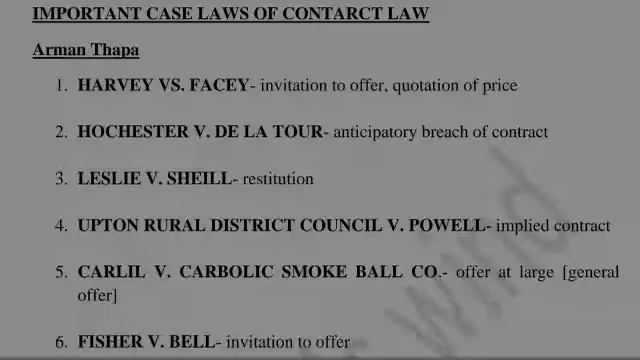 IMPORTANT CASE LAWS OF CONTARCT LAW
Arman Thapa
1. HARVEY VS. FACEY- invitation to offer, quotation of price
2. HOCHESTER V. DE LA TOUR- anticipatory breach of contract
3. LESLIE V. SHEILL- restitution
4. UPTON RURAL DISTRICT COUNCIL V. POWELL- implied contract
5. CARLIL V. CARBOLIC SMOKE BALL CO.- offer at large [general
offer]
6. FISHER V. BELL- invitation to offer
wind